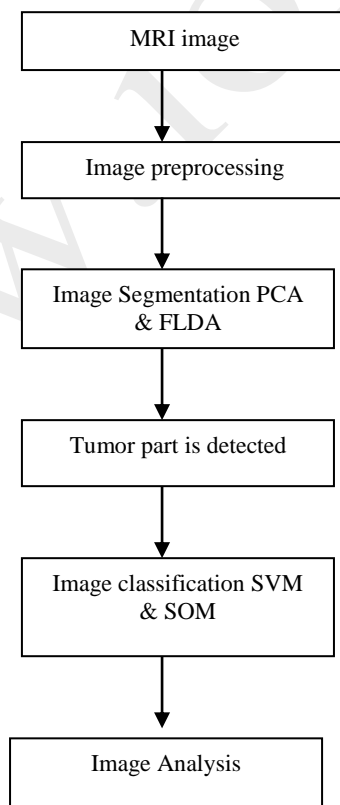 MRI image
Image preprocessing
Image Segmentation PCA
& FLDA
Tumor part is detected
Image classification SVM
& SOM
Image Analysis